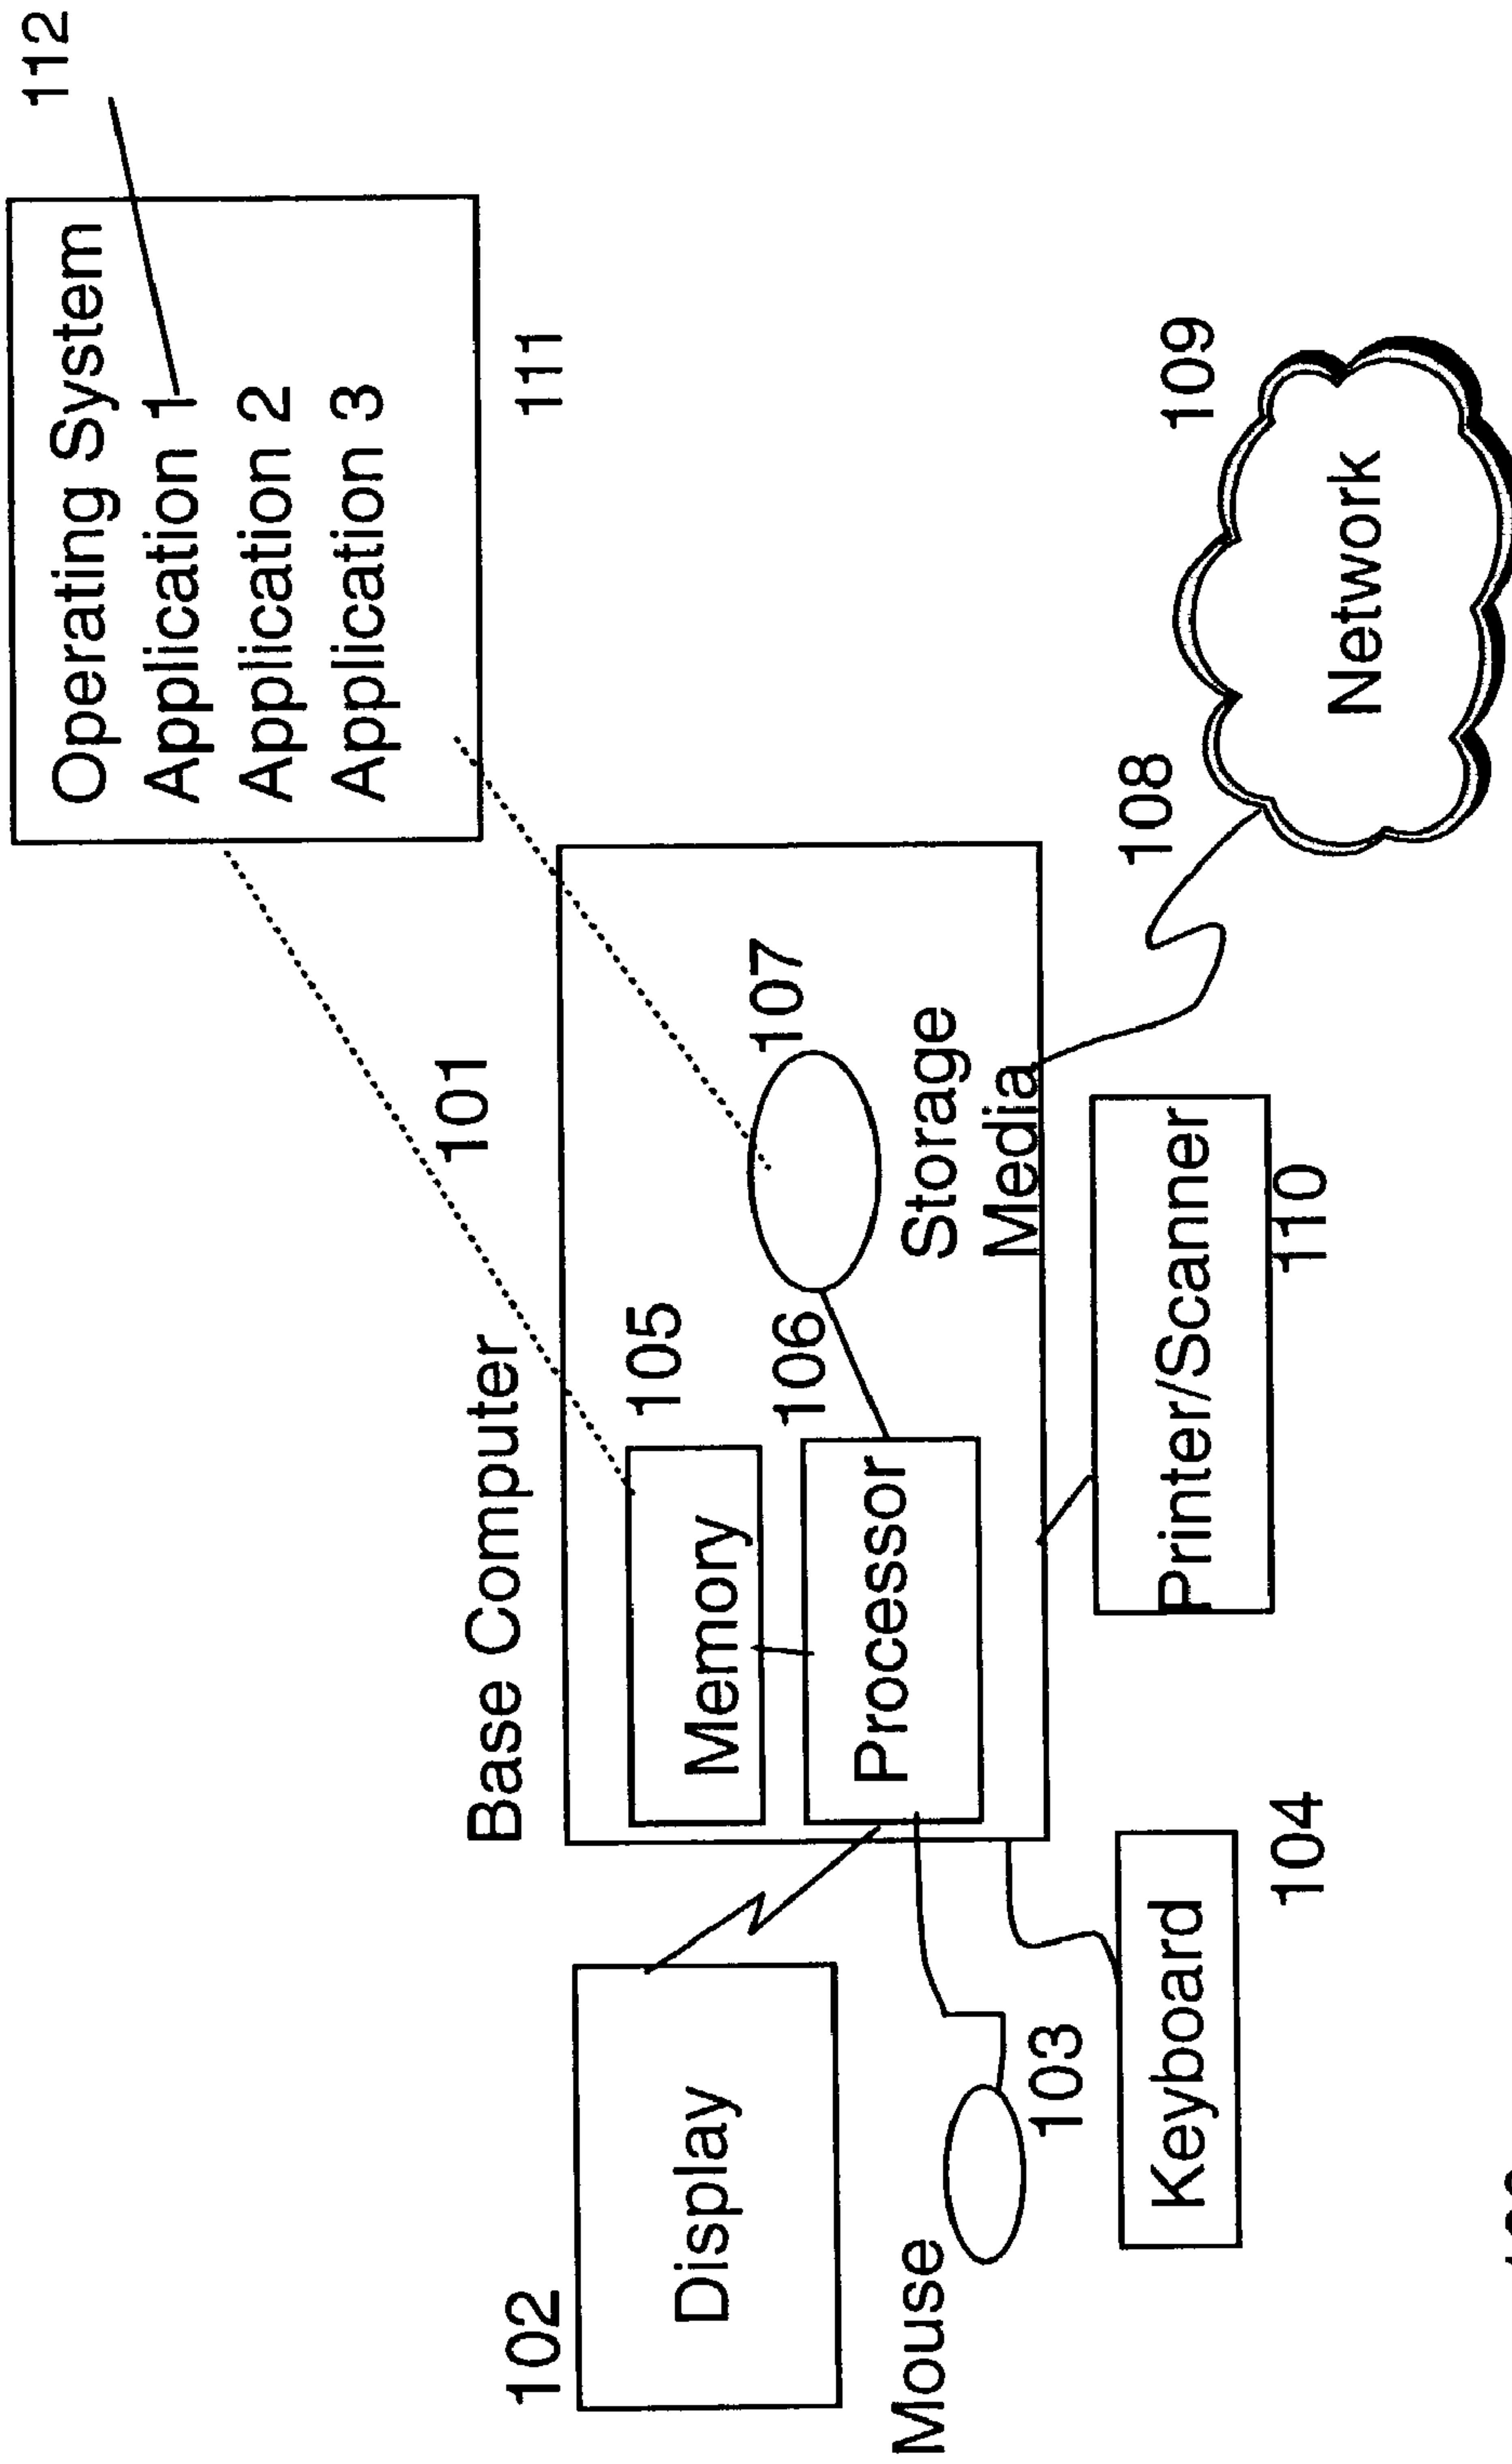 112
Operating System
Application 1
Application 2
Application 3
111
Base Computer
101
102
Display
Memory
105
Processor
106
107
Storage
Media
Mouse
103
Keyboard
104
Printer/Scanner
110
108
109
Network